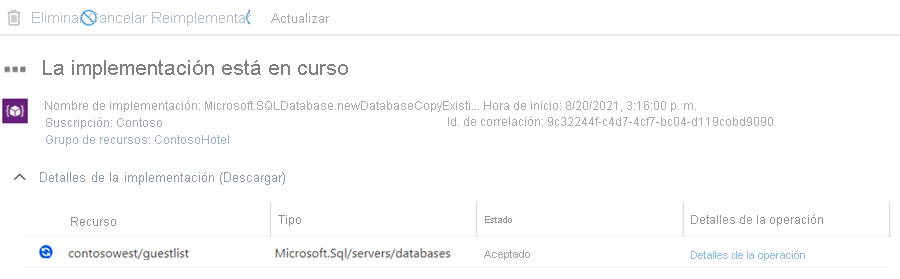 Eliminar Cancelar Reimplementar Actualizar
La implementación está en curso
Nombre de implementación: Microsoft.SQLDatabase.newDatabaseCopyExisti... Hora de inicio: 8/20/2021, 3:16:00 p. m.
Suscripción: Contoso Id. de correlación: 9c32244f-c4d7-4cf7-bc04-d119cobd9090
Grupo de recursos: ContosoHotel
Detalles de la implementación (Descargar)
Recurso Tipo Estado Detalles de la operación
contosowest/guestlist Microsoft.Sql/servers/databases Aceptado Detalles de la operación